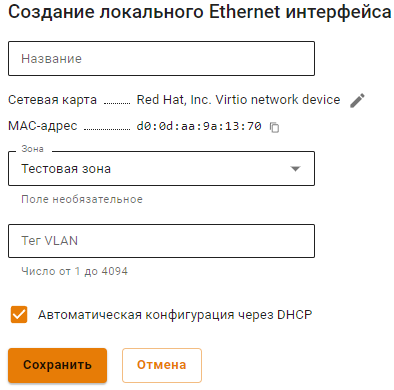 Создание локального Ethernet интерфейса
Название
Сетевая карта ........ Red Hat, Inc. Virtio network device
MAC-адрес ............. d0:0d:aa:9a:13:70
Зона
Тестовая зона
Поле необязательное
Тег VLAN
Число от 1 до 4094
Автоматическая конфигурация через DHCP
Сохранить Отмена